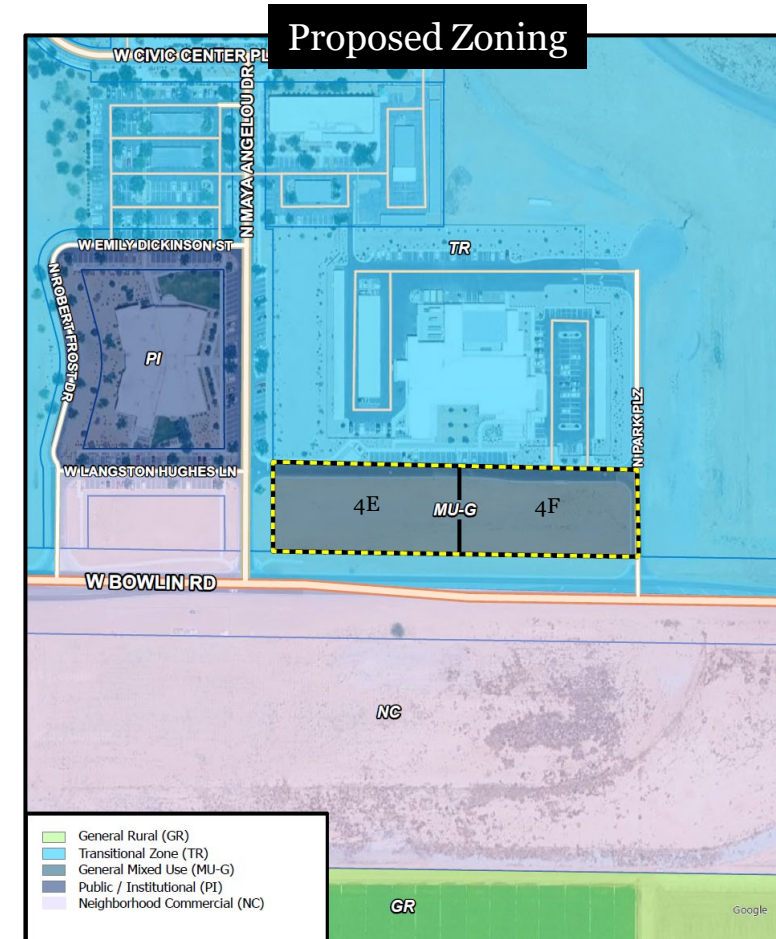 Proposed Zoning
W CIVIC CENTER PL
N MAYA ANGELOU DR
W EMILY DICKINSON ST
TR
N ROBERT FROST DR
PI
N PARK PLZ
W LANGSTON HUGHES LN
4E
MU-G
4F
W BOWLIN RD
NC
General Rural (GR)
Transitional Zone (TR)
General Mixed Use (MU-G)
Public / Institutional (PI)
Neighborhood Commercial (NC)
GR
Google